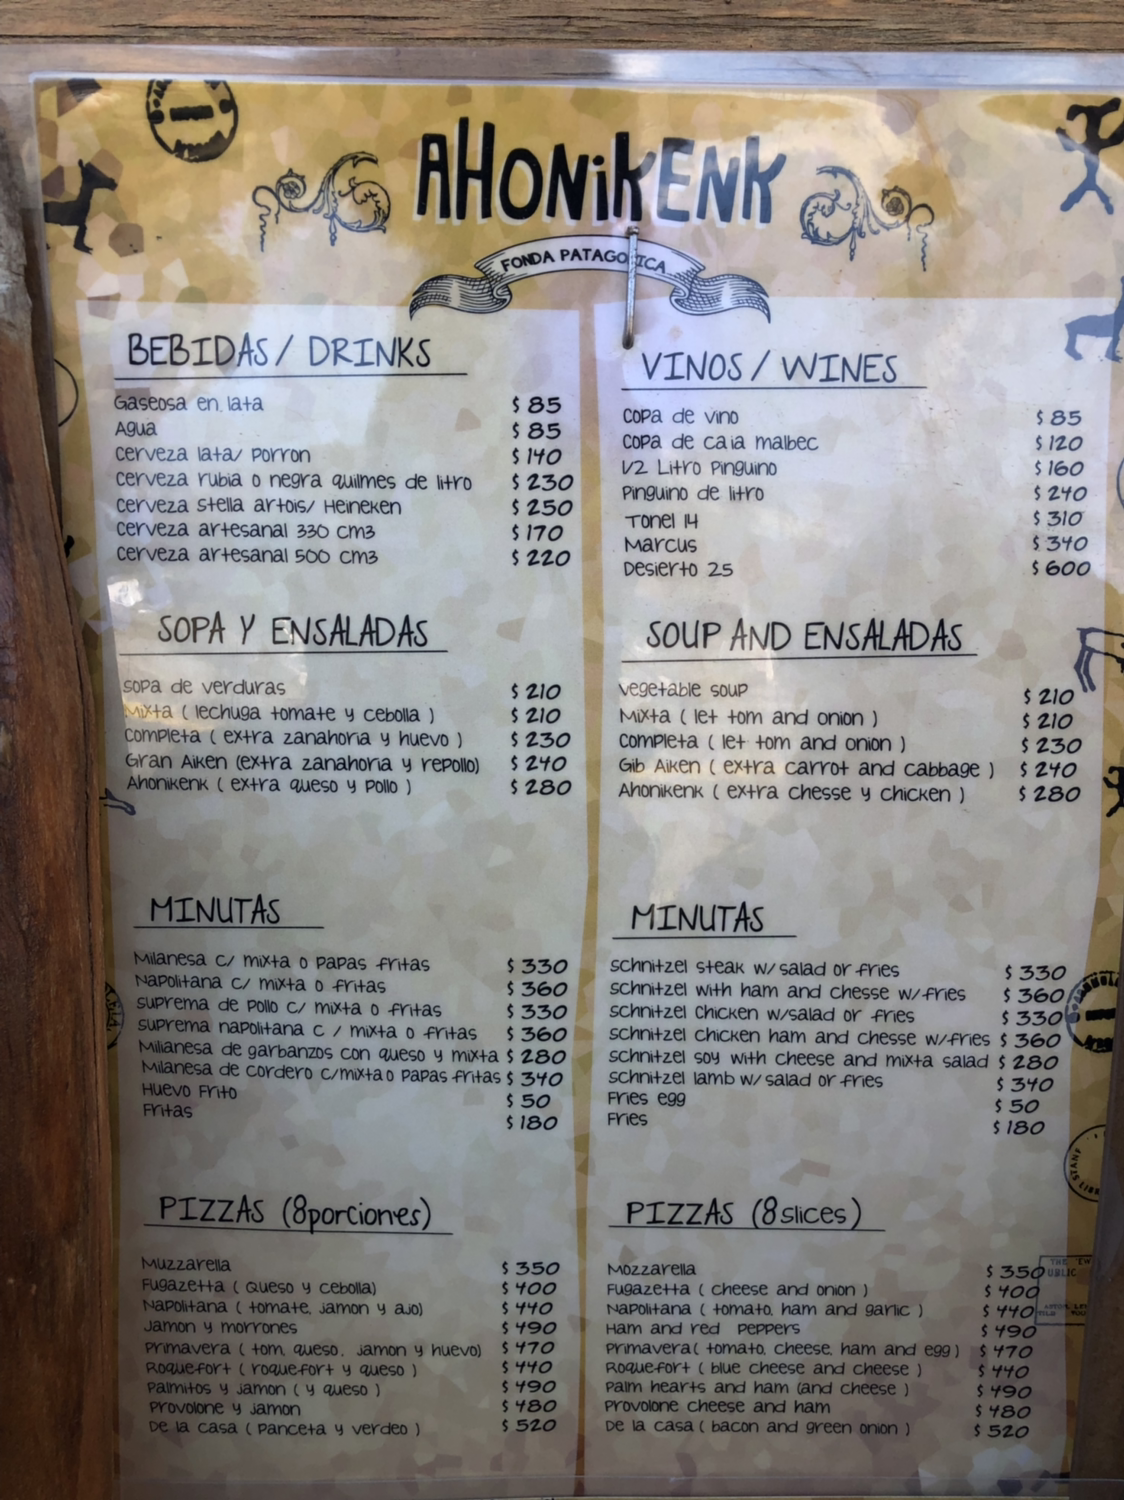 AHONiKENK
FONDA PATAGONICA
BEBIDAS / DRINKS
Gaseosa en lata $ 85
Agua $ 85
Cerveza lata/ Porron $ 140
Cerveza rubia o negra quilmes de litro $ 230
Cerveza stella artois/ Heineken $ 250
Cerveza artesanal 330 cm3 $ 170
Cerveza artesanal 500 cm3 $ 220
VINOS / WINES
Copa de vino $ 85
Copa de caia malbec $ 120
1/2 Litro Pinguino $ 160
Pinguino de litro $ 240
Tonel 14 $ 310
Marcus $ 340
Desierto 25 $ 600
SOPA Y ENSALADAS
Sopa de verduras $ 210
Mixta ( lechuga tomate y cebolla ) $ 210
Completa ( extra zanahoria y huevo ) $ 230
Gran Aiken (extra zanahoria y repollo) $ 240
Ahonikenk ( extra queso y pollo ) $ 280
SOUP AND ENSALADAS
Vegetable soup $ 210
Mixta ( let tom and onion ) $ 210
Completa ( let tom and onion ) $ 230
Gib Aiken ( extra carrot and cabbage ) $ 240
Ahonikenk ( extra chesse y chicken ) $ 280
MINUTAS
Milanesa c/ mixta o papas fritas $ 330
Napolitana c/ mixta o fritas $ 360
suprema de pollo c/ mixta o fritas $ 330
suprema napolitana c / mixta o fritas $ 360
Milianesa de garbanzos con queso y mixta $ 280
Milanesa de cordero c/mixta o papas fritas $ 340
Huevo Frito $ 50
Fritas $ 180
MINUTAS
schnitzel steak w/ salad or fries $ 330
schnitzel with ham and chesse w/fries $ 360
schnitzel Chicken w/salad or fries $ 330
schnitzel chicken ham and chesse w/fries $ 360
schnitzel soy with cheese and mixta salad $ 280
schnitzel lamb w/ salad or fries $ 340
Fries egg $ 50
Fries $ 180
PIZZAS (8porciones)
Muzzarella $ 350
Fugazetta ( Queso y cebolla) $ 400
Napolitana ( tomate, jamon y ajo) $ 440
Jamon y morrones $ 490
Primavera ( tom, queso, jamon y huevo) $ 470
Roquefort ( roquefort y queso ) $ 440
Palmitos y jamon ( y queso ) $ 490
Provolone y jamon $ 480
De la casa ( Panceta y verdeo ) $ 520
PIZZAS (8 slices)
Mozzarella $ 350
Fugazetta ( cheese and onion ) $ 400
Napolitana ( tomato, ham and garlic ) $ 440
Ham and red peppers $ 490
Primavera( tomato, cheese, ham and egg ) $ 470
Roquefort ( blue cheese and cheese ) $ 440
Palm hearts and ham (and cheese ) $ 490
Provolone cheese and ham $ 480
De la casa ( bacon and green onion ) $ 520